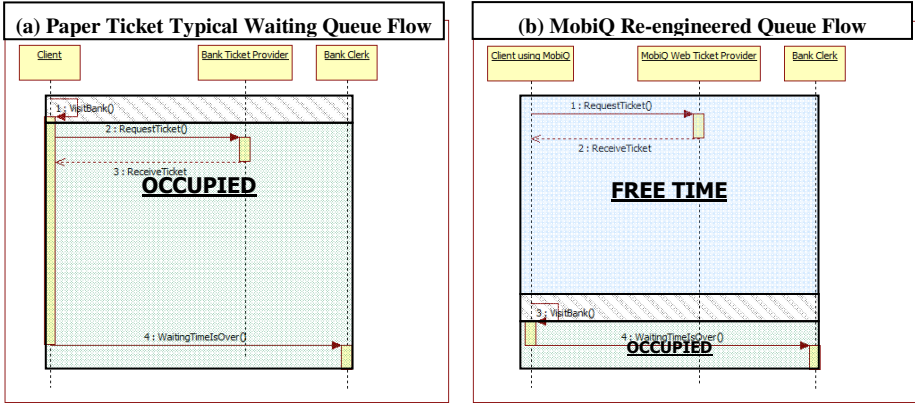 (a) Paper Ticket Typical Waiting Queue Flow
Client
Bank Ticket Provider
Bank Clerk
1 : VisitBank()
2 : RequestTicket()
3 : ReceiveTicket
OCCUPIED
4 : WaitingTimeIsOver()
(b) MobiQ Re-engineered Queue Flow
Client using MobiQ
MobiQ Web Ticket Provider
Bank Clerk
1 : RequestTicket()
2 : ReceiveTicket
FREE TIME
3 : VisitBank()
4 : WaitingTimeIsOver()
OCCUPIED